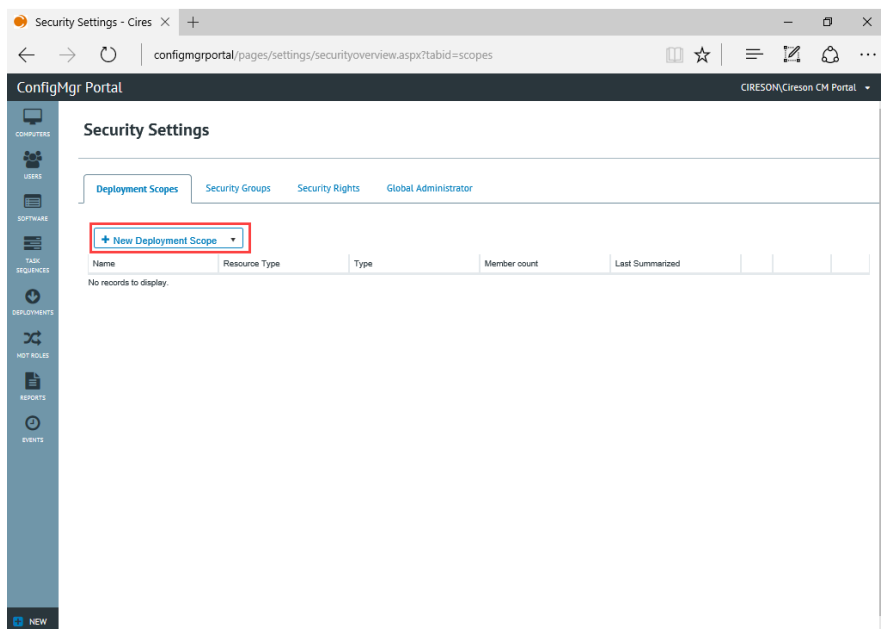 Security Settings - Cires
configmgrportal/pages/settings/securityoverview.aspx?tabid=scopes
ConfigMgr Portal
CIRESON\Cireson CM Portal
COMPUTERS
USERS
SOFTWARE
TASK
SEQUENCES
DEPLOYMENTS
MDT ROLES
REPORTS
EVENTS
NEW
Security Settings
Deployment Scopes Security Groups Security Rights Global Administrator
+ New Deployment Scope
Name Resource Type Type Member count Last Summarized
No records to display.